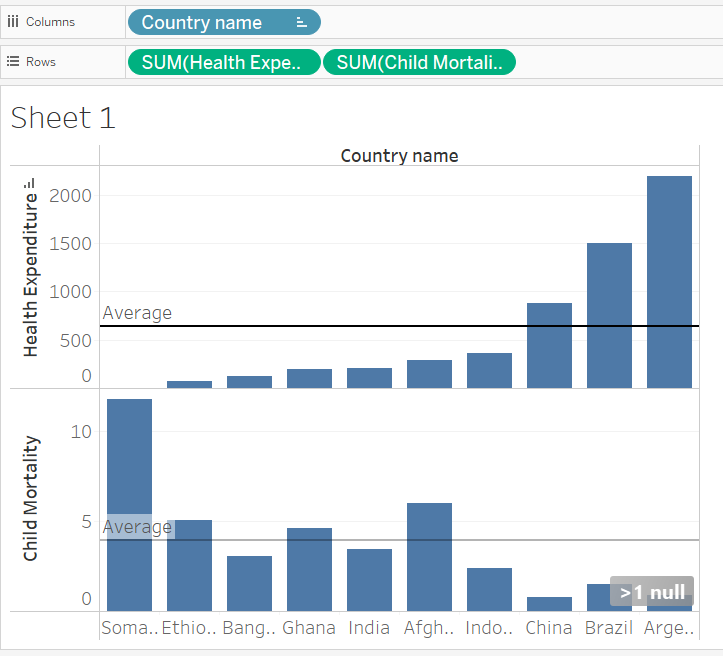 Columns
Country name
Rows
SUM(Health Expe..
SUM(Child Mortali..
Sheet 1
Country name
Health Expenditure
2000
1500
1000
500
0
Average
Child Mortality
10
5
0
Average
>1 null
Soma.. Ethio.. Bang.. Ghana India Afgh.. Indo.. China Brazil Arge..